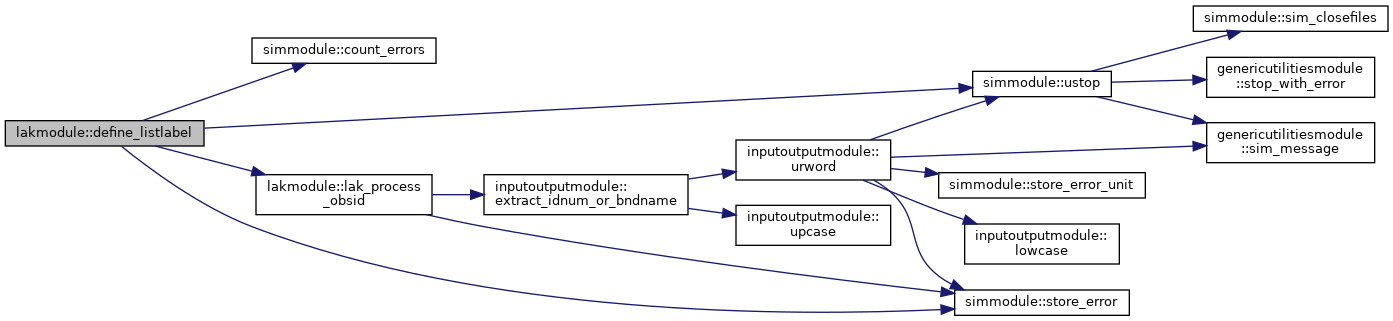 lakmodule::define_listlabel
simmodule::count_errors
lakmodule::lak_process
_obsid
inputoutputmodule::
extract_idnum_or_bndname
inputoutputmodule::
urword
inputoutputmodule::
upcase
simmodule::ustop
simmodule::store_error_unit
inputoutputmodule::
lowcase
simmodule::store_error
simmodule::sim_closefiles
genericutilitiesmodule
::stop_with_error
genericutilitiesmodule
::sim_message